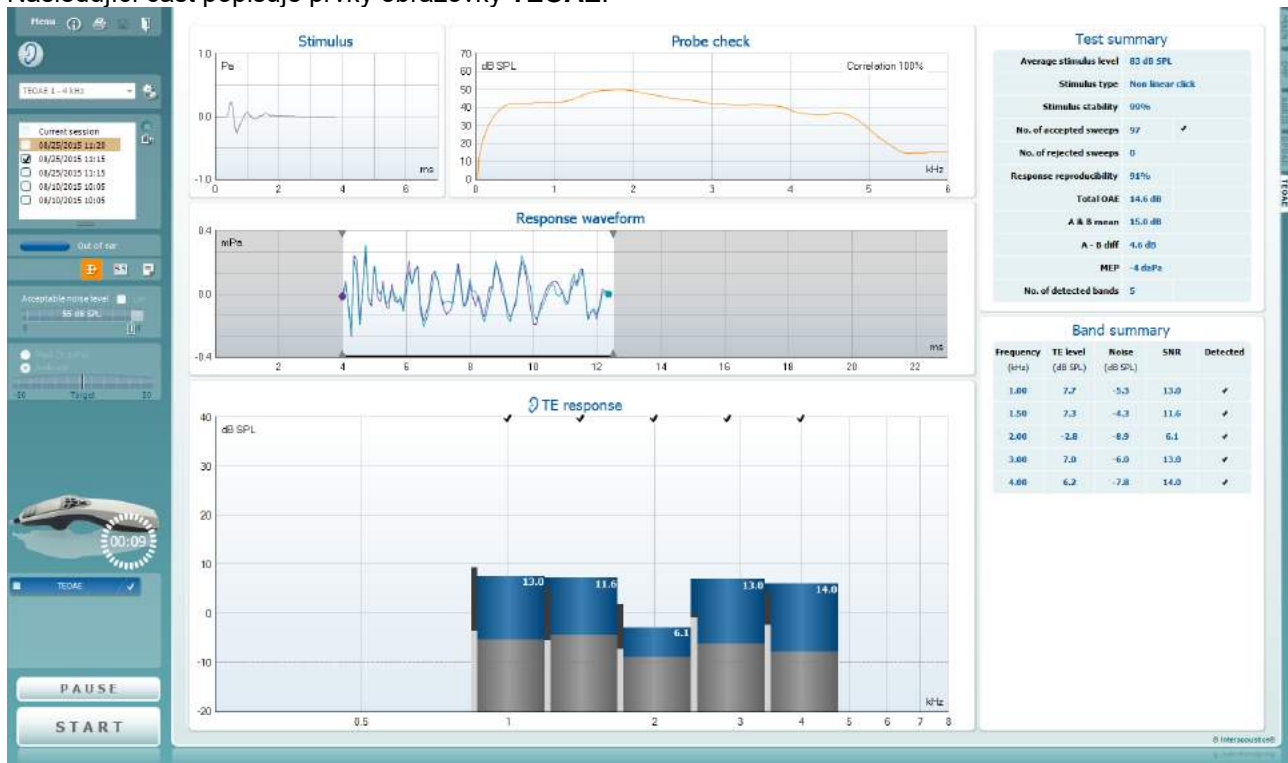 Následující část popisuje prvky obrazovky TEOAE.
Menu
TEOAE 1 - 4 kHz
Current session
08/25/2015 11:20
08/25/2015 11:15
08/25/2015 11:15
08/10/2015 10:05
08/10/2015 10:05
Out of ear
Acceptable noise level
55 dB SPL
Target
00:09
TEOAE
PAUSE
START
Stimulus
Pa
1.0
0.0
-1.0
0 2 4 6
ms
Probe check
dB SPL
Correlation 100%
70
60
50
40
30
20
10
0
0 1 2 3 4 5 6
kHz
Response waveform
mPa
0.4
0.0
-0.4
2 4 6 8 10 12 14 16 18 20 22
ms
TE response
dB SPL
40
30
20
10
0
-10
-20
13.0 11.6 6.1 13.0 14.0
0.5 1 2 3 4 5 6 7 8
kHz
Test summary
Average stimulus level 83 dB SPL
Stimulus type Non linear click
Stimulus stability 99%
No. of accepted sweeps 97
No. of rejected sweeps 0
Response reproducibility 91%
Total OAE 14.6 dB
A & B mean 15.0 dB
A - B diff 4.6 dB
MEP -4 daPa
No. of detected bands 5
Band summary
Frequency TE level Noise SNR Detected
(kHz) (dB SPL) (dB SPL)
1.00 7.7 -5.3 13.0
1.50 7.3 -4.3 11.6
2.00 -2.8 -8.9 6.1
3.00 7.0 -6.0 13.0
4.00 6.2 -7.8 14.0
TEOAE
© Interacoustics®